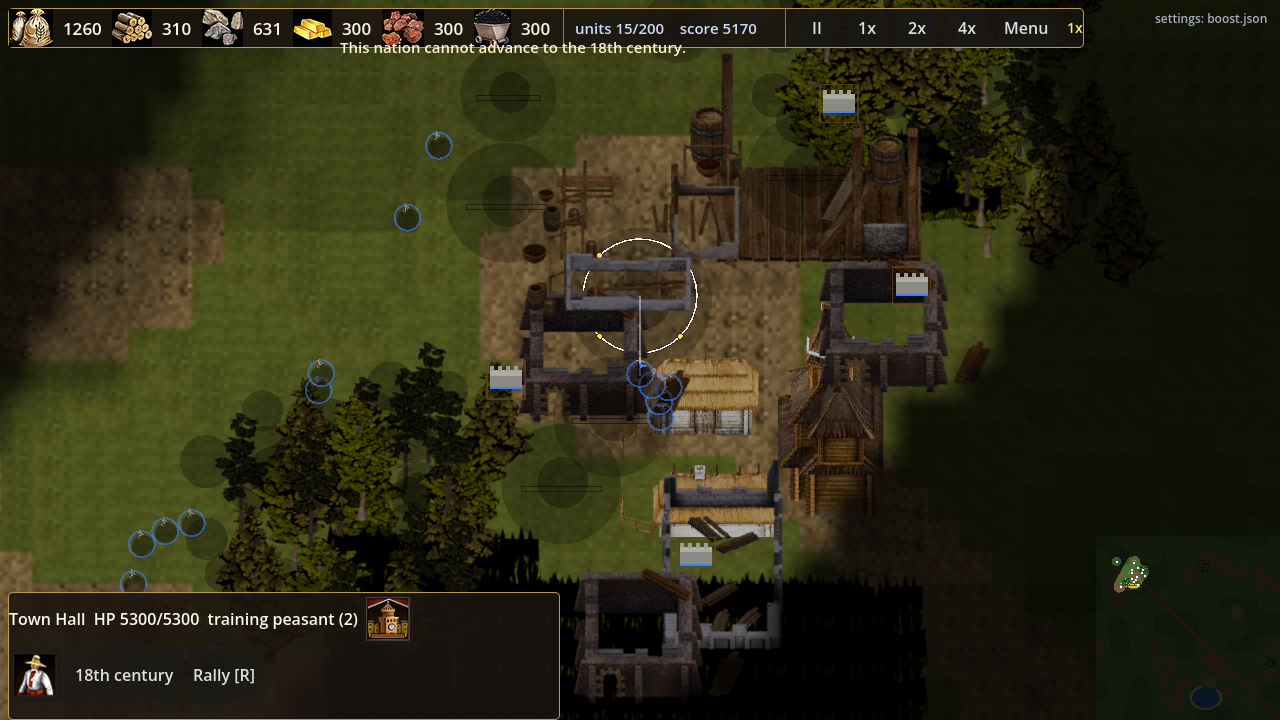 1260 310 631 300 300 300 units 15/200 score 5170 II 1x 2x 4x Menu 1x
settings: boost.json
This nation cannot advance to the 18th century.
Town Hall HP 5300/5300 training peasant (2)
18th century Rally [R]